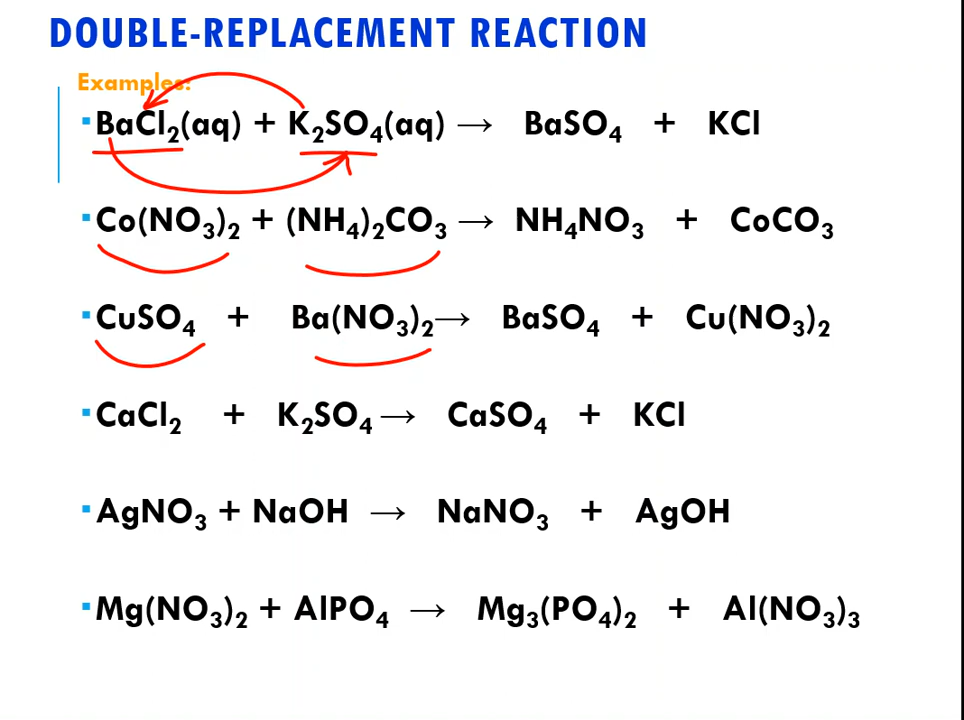 DOUBLE-REPLACEMENT REACTION
Examples:
▪BaCl₂(aq) + K₂SO₄(aq) → BaSO₄ + KCl
▪Co(NO₃)₂ + (NH₄)₂CO₃ → NH₄NO₃ + CoCO₃
▪CuSO₄ + Ba(NO₃)₂→ BaSO₄ + Cu(NO₃)₂
▪CaCl₂ + K₂SO₄ → CaSO₄ + KCl
▪AgNO₃ + NaOH → NaNO₃ + AgOH
▪Mg(NO₃)₂ + AlPO₄ → Mg₃(PO₄)₂ + Al(NO₃)₃